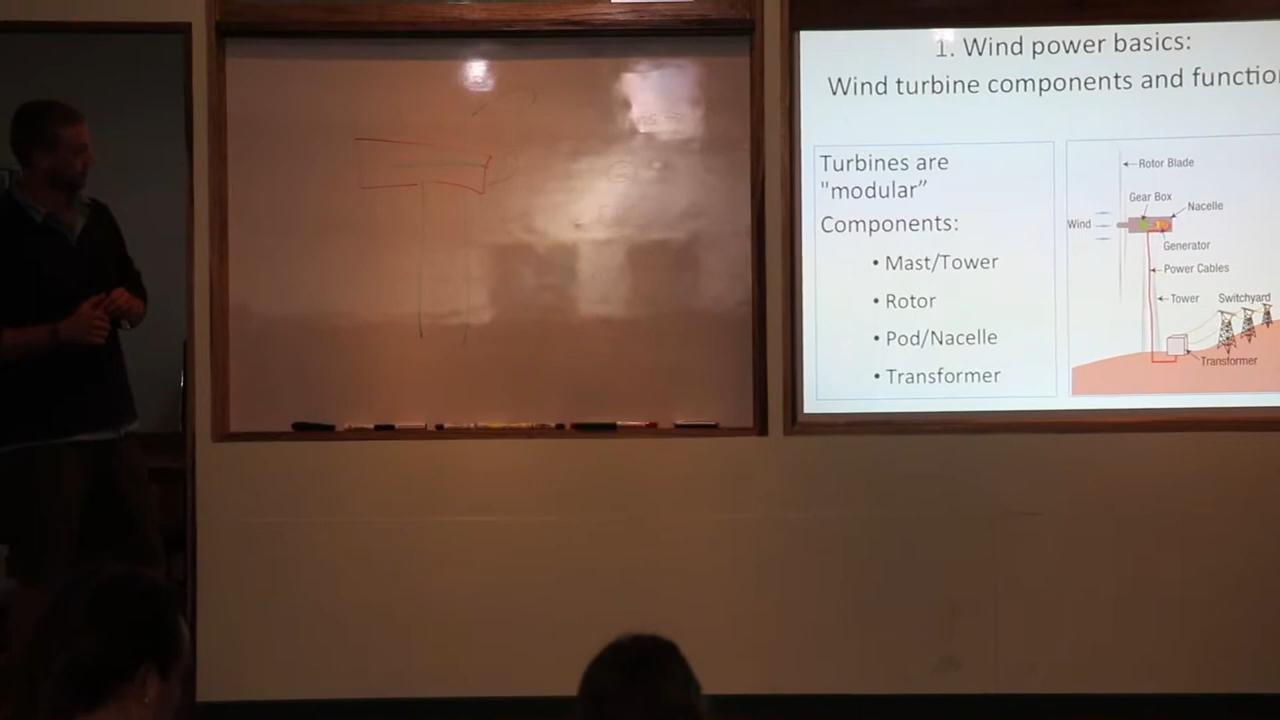 1. Wind power basics:
Wind turbine components and functio
Turbines are
"modular”
Components:
• Mast/Tower
• Rotor
• Pod/Nacelle
• Transformer
Rotor Blade
Gear Box
Nacelle
Wind
Generator
Power Cables
Tower
Switchyard
Transformer